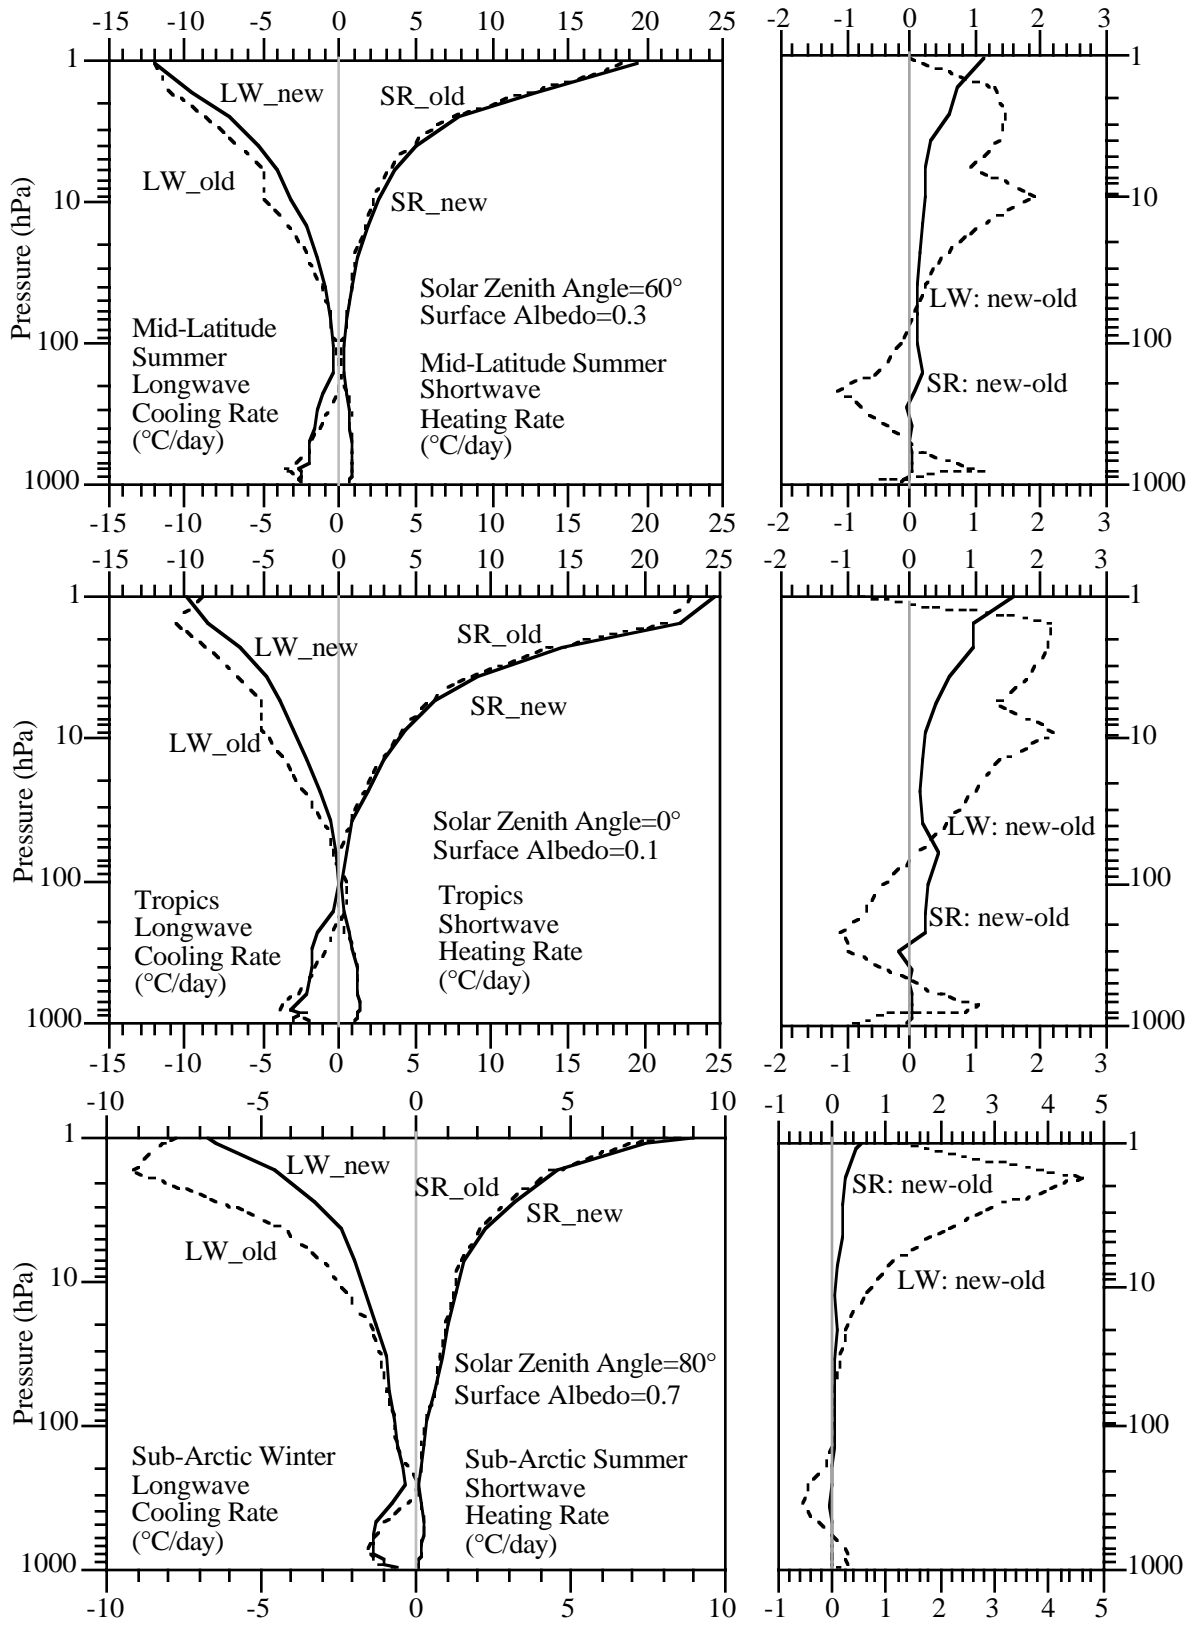 -15 -10 -5 0 5 10 15 20 25
-1 -2 0 1 2 3
1
LW_new
SR_old
LW_old
SR_new
10
Solar Zenith Angle=60°
Surface Albedo=0.3
100
Mid-Latitude
Summer
Longwave
Cooling Rate
(°C/day)
Mid-Latitude Summer
Shortwave
Heating Rate
(°C/day)
1000
Pressure (hPa)
-15 -10 -5 0 5 10 15 20 25
1
10
LW: new-old
100
SR: new-old
1000
-2 -1 0 1 2 3
-15 -10 -5 0 5 10 15 20 25
-2 -1 0 1 2 3
1
LW_new
SR_old
SR_new
LW_old
10
Solar Zenith Angle=0°
Surface Albedo=0.1
100
Tropics
Longwave
Cooling Rate
(°C/day)
Tropics
Shortwave
Heating Rate
(°C/day)
1000
Pressure (hPa)
-15 -10 -5 0 5 10 15 20 25
1
10
LW: new-old
100
SR: new-old
1000
-2 -1 0 1 2 3
-10 -5 0 5 10
-1 0 1 2 3 4 5
1
LW_new
SR_old
SR_new
LW_old
10
Solar Zenith Angle=80°
Surface Albedo=0.7
100
Sub-Arctic Winter
Longwave
Cooling Rate
(°C/day)
Sub-Arctic Summer
Shortwave
Heating Rate
(°C/day)
1000
Pressure (hPa)
-10 -5 0 5 10
1
SR: new-old
LW: new-old
10
100
1000
-1 0 1 2 3 4 5